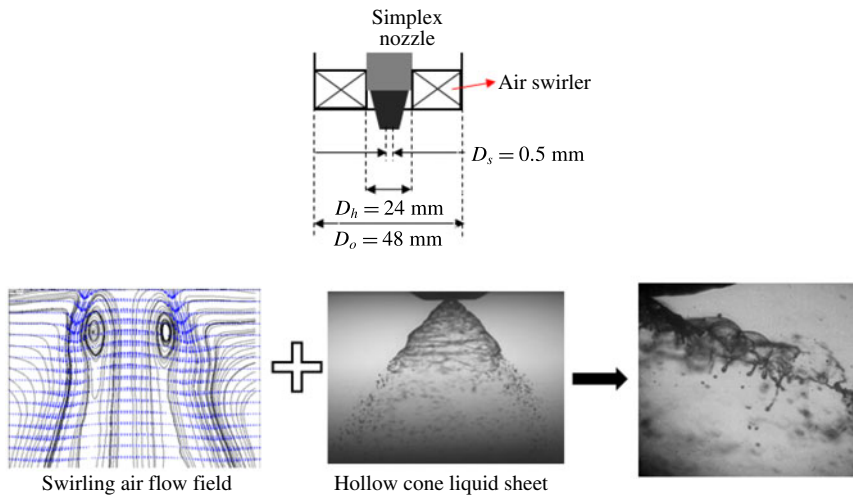 Simplex
nozzle
Air swirler
D_s = 0.5 mm
D_h = 24 mm
D_o = 48 mm
Swirling air flow field
Hollow cone liquid sheet